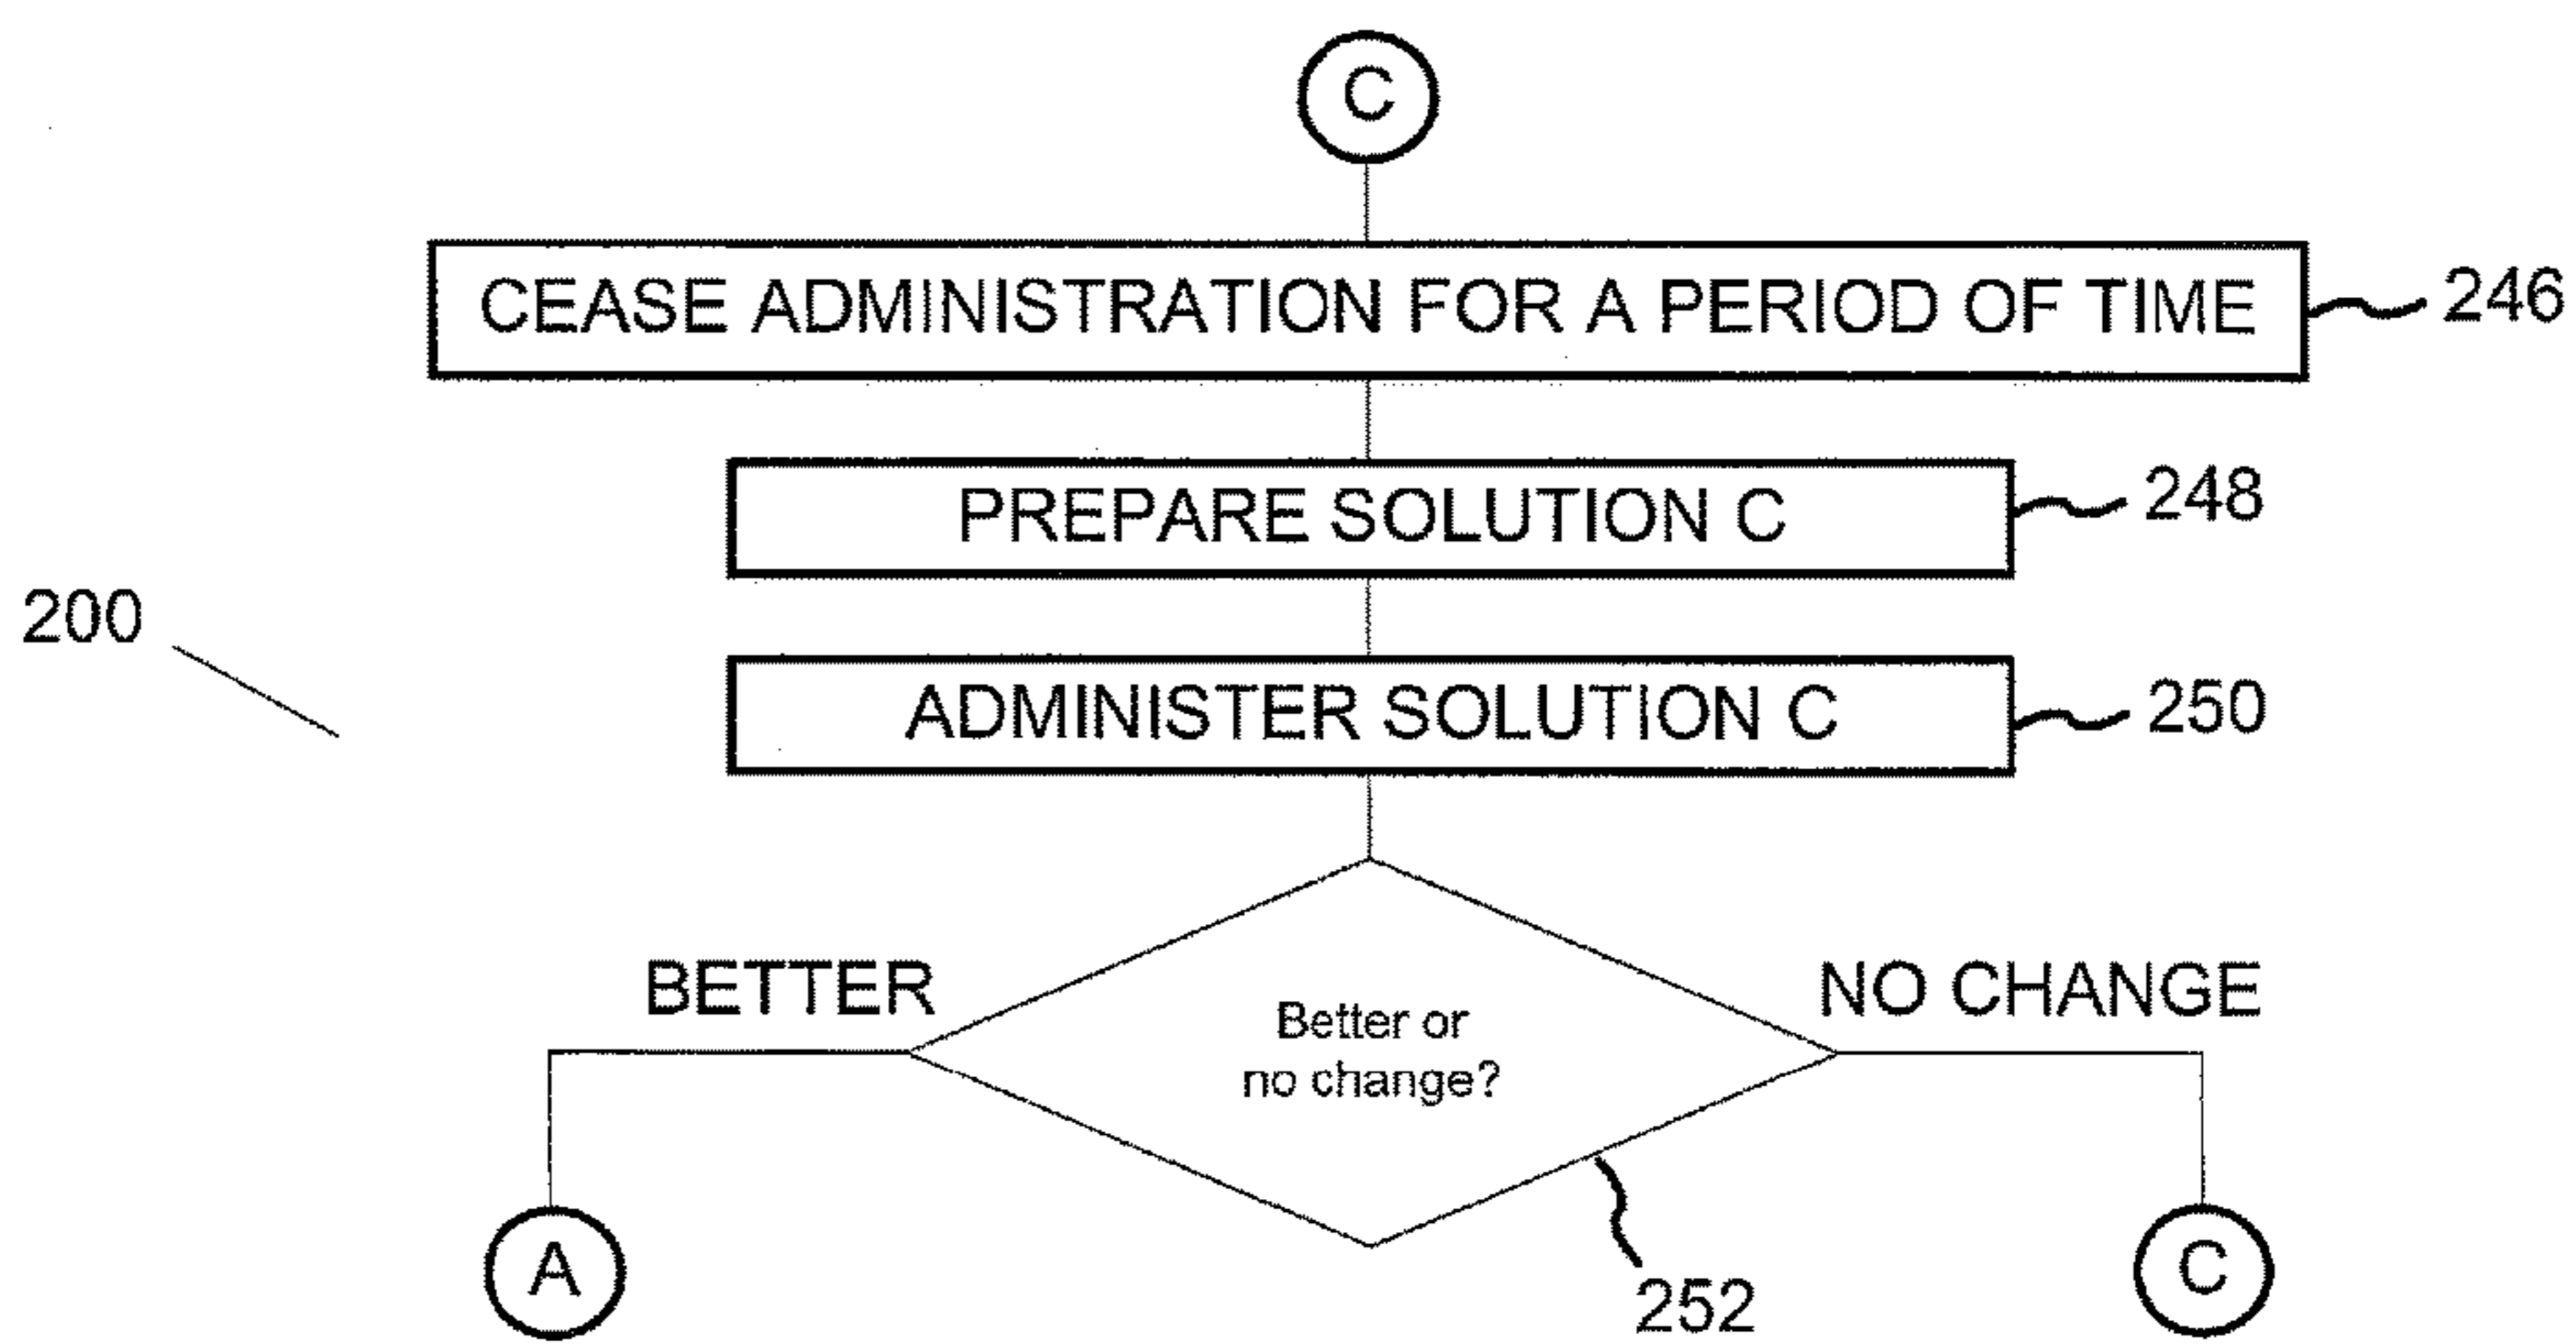 C
CEASE ADMINISTRATION FOR A PERIOD OF TIME
246
PREPARE SOLUTION C
248
200
ADMINISTER SOLUTION C
250
BETTER
NO CHANGE
Better or
no change?
A
C
252